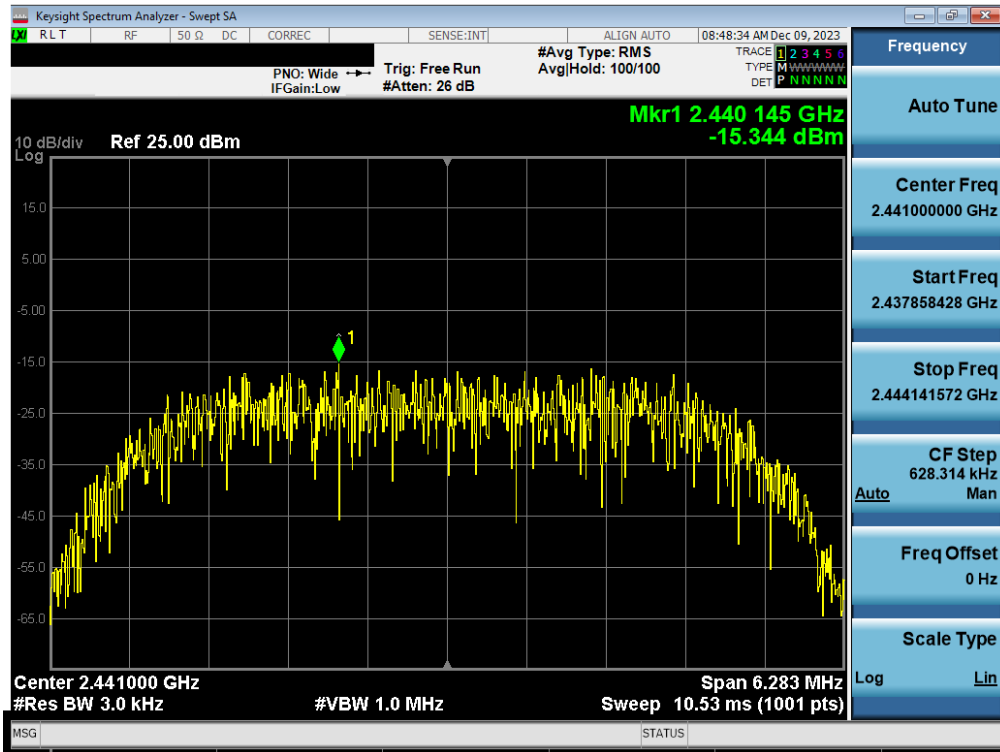 Keysight Spectrum Analyzer - Swept SA
LXI R L T RF 50 Ω DC CORREC SENSE:INT ALIGN AUTO 08:48:34 AM Dec 09, 2023
Frequency
#Avg Type: RMS
TRACE 1 2 3 4 5 6
PNO: Wide Trig: Free Run
Avg|Hold: 100/100
TYPE M WWWWW
IFGain:Low #Atten: 26 dB
DET P N N N N N
Auto Tune
Mkr1 2.440 145 GHz
-15.344 dBm
10 dB/div Ref 25.00 dBm
Log
15.0
5.00
-5.00
-15.0
-25.0
-35.0
-45.0
-55.0
-65.0
1
Center Freq
2.441000000 GHz
Start Freq
2.437858428 GHz
Stop Freq
2.444141572 GHz
CF Step
628.314 kHz
Auto Man
Freq Offset
0 Hz
Scale Type
Log Lin
Center 2.441000 GHz Span 6.283 MHz
#Res BW 3.0 kHz #VBW 1.0 MHz Sweep 10.53 ms (1001 pts)
MSG STATUS